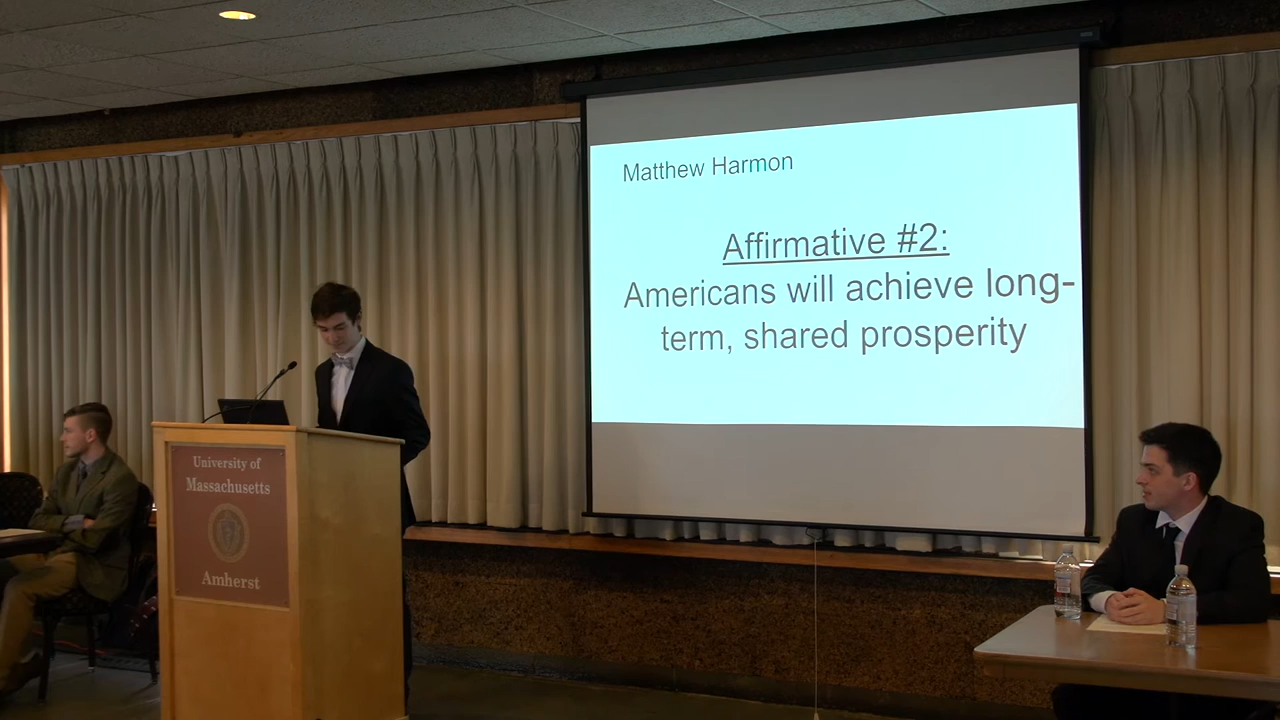 Matthew Harmon
Affirmative #2:
Americans will achieve long-
term, shared prosperity
University of
Massachusetts
Amherst